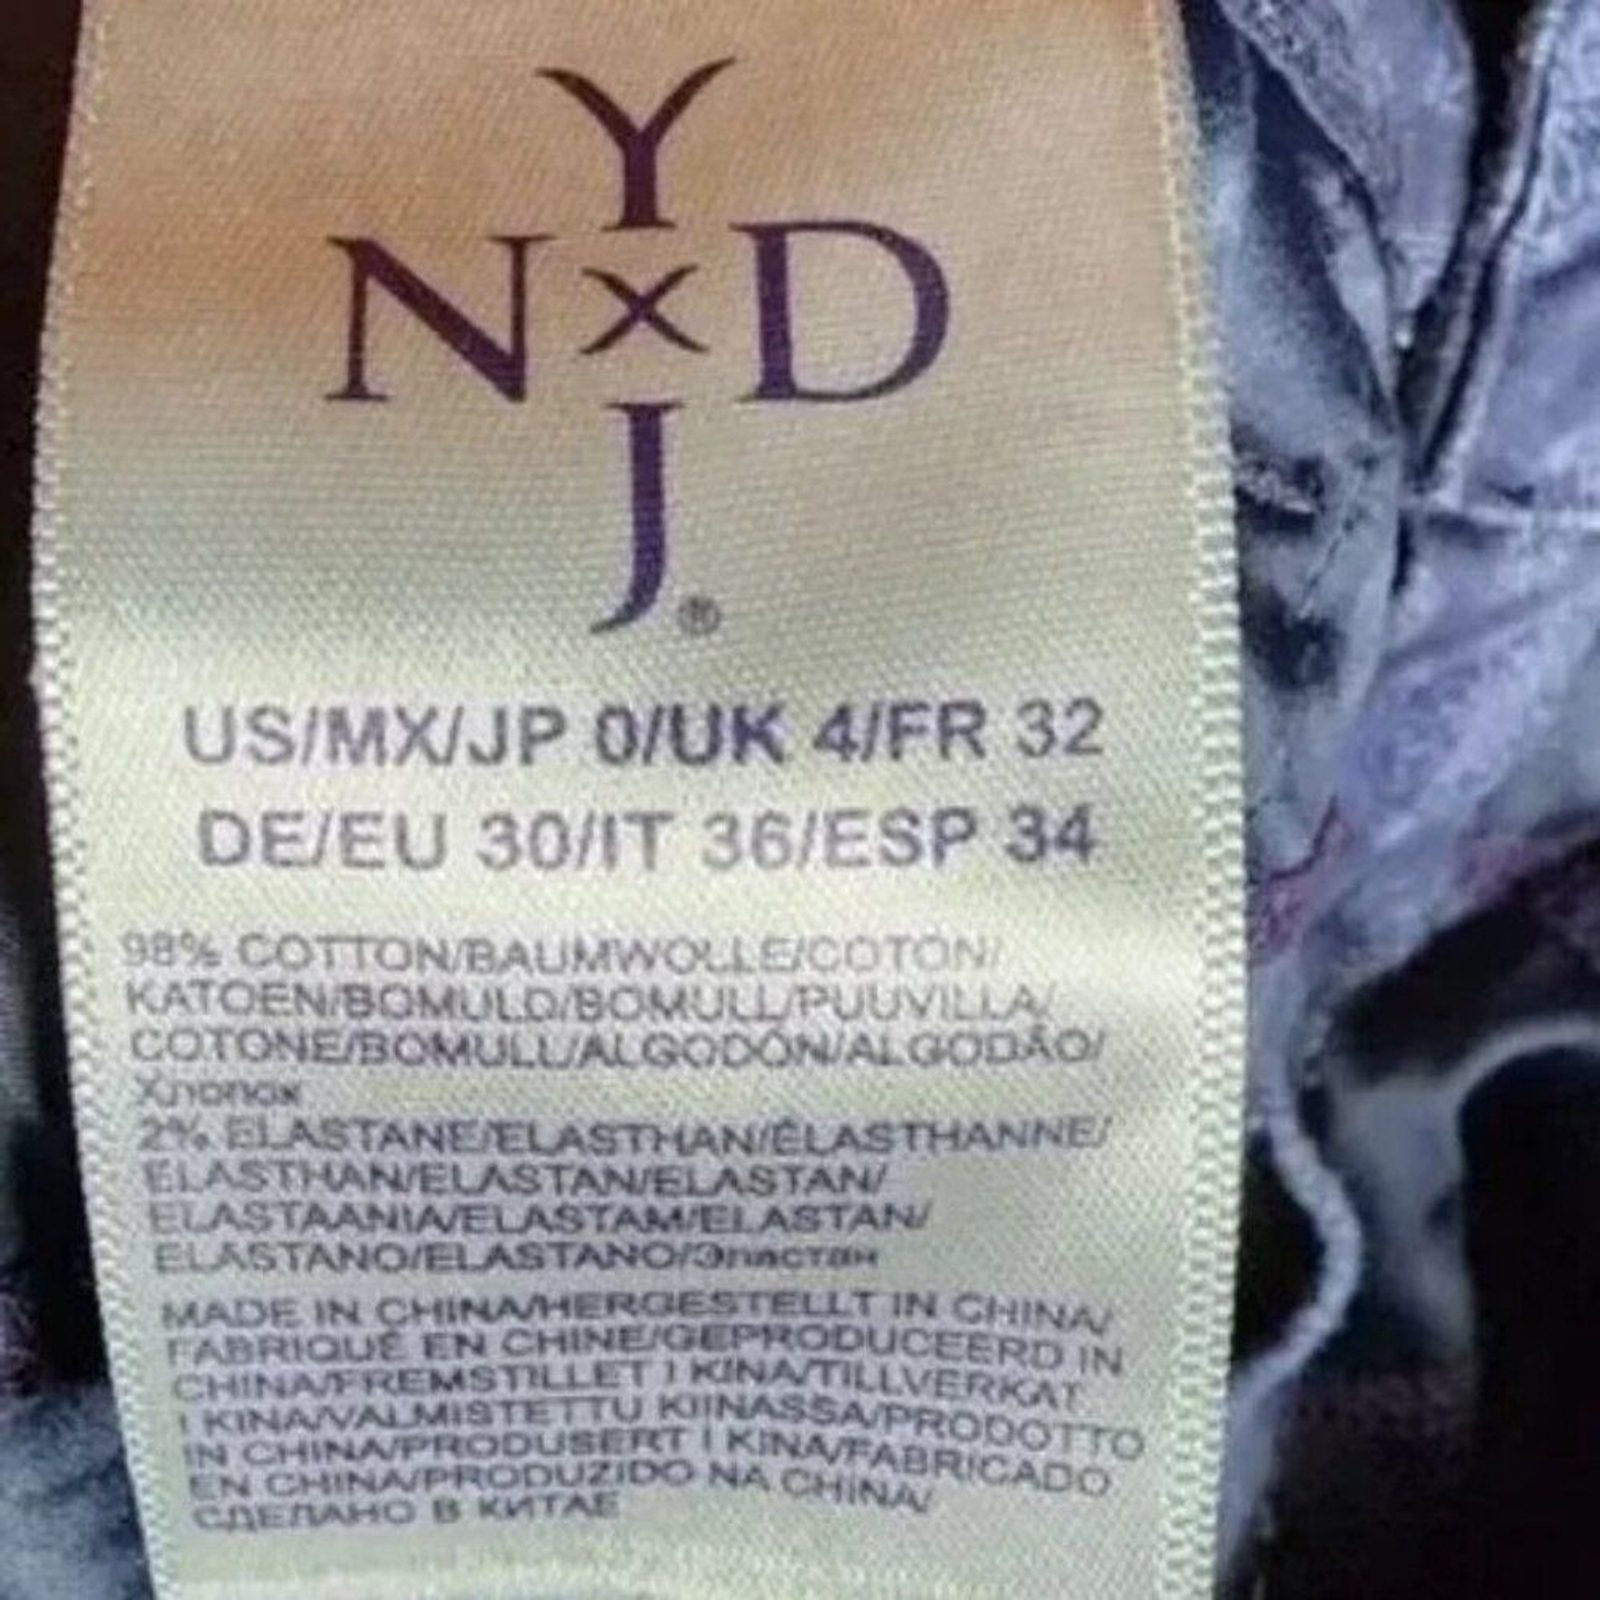 Y
N X D
J®
US/MX/JP 0/UK 4/FR 32
DE/EU 30/IT 36/ESP 34
98% COTTON/BAUMWOLLE/COTON/
KATOEN/BOMULD/BOMULL/PUUVILLA/
COTONE/BOMULL/ALGODÓN/ALGODÃO/
Хлопок
2% ELASTANE/ELASTHAN/ÉLASTHANNE/
ELASTHAN/ELASTAN/ELASTAN/
ELASTAANIA/ELASTAM/ELASTAN/
ELASTANO/ELASTANO/Эластан
MADE IN CHINA/HERGESTELLT IN CHINA/
FABRIQUÉ EN CHINE/GEPRODUCEERD IN
CHINA/FREMSTILLET I KINA/TILLVERKAT
I KINA/VALMISTETTU KIINASSA/PRODOTTO
IN CHINA/PRODUSERT I KINA/FABRICADO
EN CHINA/PRODUZIDO NA CHINA/
СДЕЛАНО В КИТАЕ